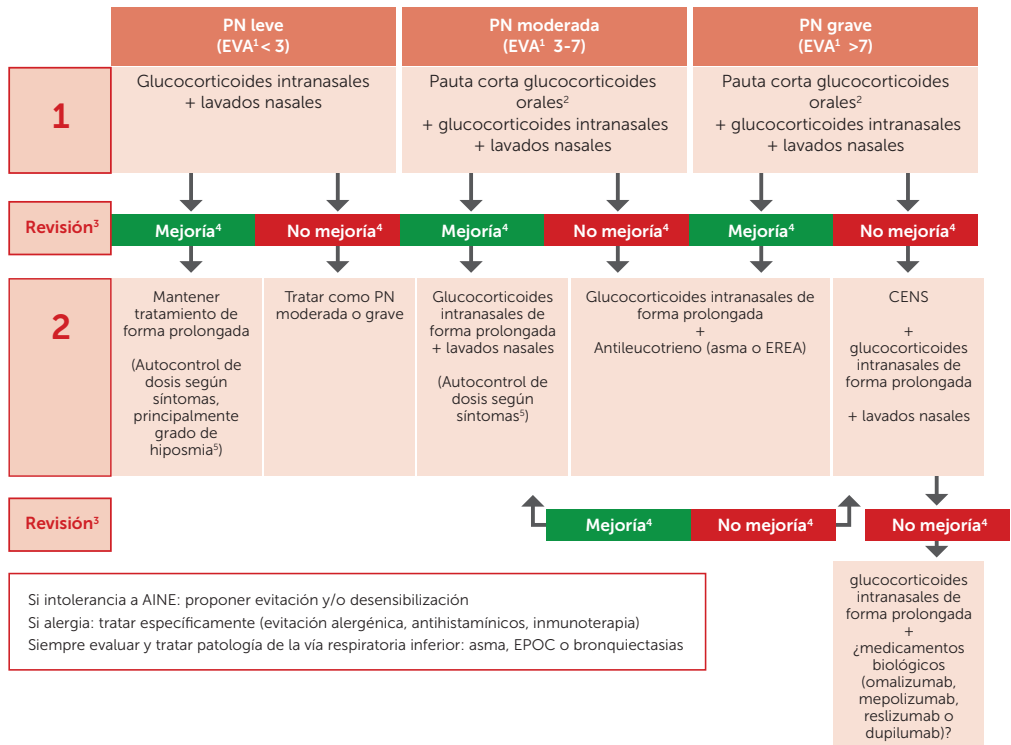 PN leve
(EVA¹ < 3)
PN moderada
(EVA¹ 3-7)
PN grave
(EVA¹ >7)
1
Glucocorticoides intranasales
+ lavados nasales
Pauta corta glucocorticoides
orales²
+ glucocorticoides intranasales
+ lavados nasales
Pauta corta glucocorticoides
orales²
+ glucocorticoides intranasales
+ lavados nasales
Revisión³
Mejoría⁴
No mejoría⁴
Mejoría⁴
No mejoría⁴
Mejoría⁴
No mejoría⁴
2
Mantener
tratamiento de
forma prolongada
(Autocontrol de
dosis según
síntomas,
principalmente
grado de
hiposmia⁵)
Tratar como PN
moderada o grave
Glucocorticoides
intranasales de
forma prolongada
+ lavados nasales
(Autocontrol de
dosis según
síntomas⁵)
Glucocorticoides intranasales de
forma prolongada
+
Antileucotrieno (asma o EREA)
CENS
+
glucocorticoides
intranasales de
forma prolongada
+ lavados nasales
Revisión³
Mejoría⁴
No mejoría⁴
No mejoría⁴
Si intolerancia a AINE: proponer evitación y/o desensibilización
Si alergia: tratar específicamente (evitación alergénica, antihistamínicos, inmunoterapia)
Siempre evaluar y tratar patología de la vía respiratoria inferior: asma, EPOC o bronquiectasias
glucocorticoides
intranasales de
forma prolongada
+
¿medicamentos
biológicos
(omalizumab,
mepolizumab,
reslizumab o
dupilumab)?